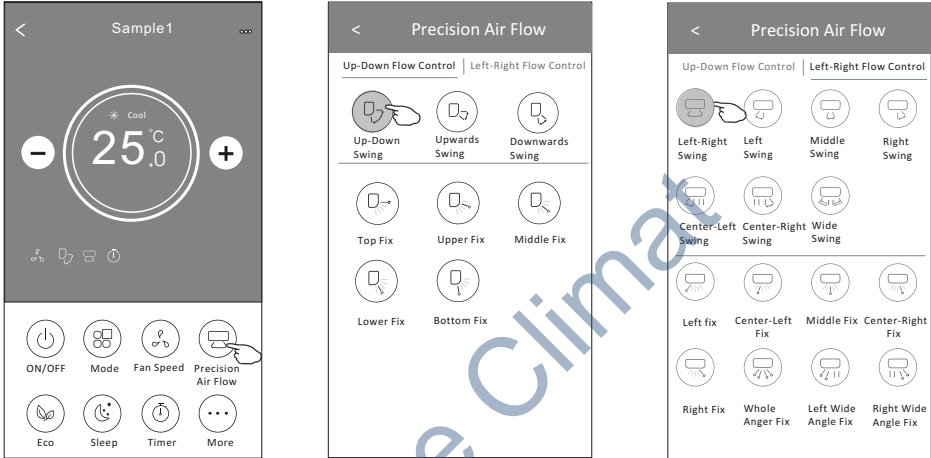 < Sample1
Cool
25.0 °C
ON/OFF Mode Fan Speed Precision Air Flow
Eco Sleep Timer More
< Precision Air Flow
Up-Down Flow Control | Left-Right Flow Control
Up-Down Swing
Upwards Swing
Downwards Swing
Top Fix Upper Fix Middle Fix
Lower Fix Bottom Fix
< Precision Air Flow
Up-Down Flow Control | Left-Right Flow Control
Left-Right Swing
Left Swing
Middle Swing
Right Swing
Center-Left Swing
Center-Right Swing
Wide Swing
Left fix
Center-Left Fix
Middle Fix
Center-Right Fix
Right Fix
Whole Anger Fix
Left Wide Angle Fix
Right Wide Angle Fix
e Climat